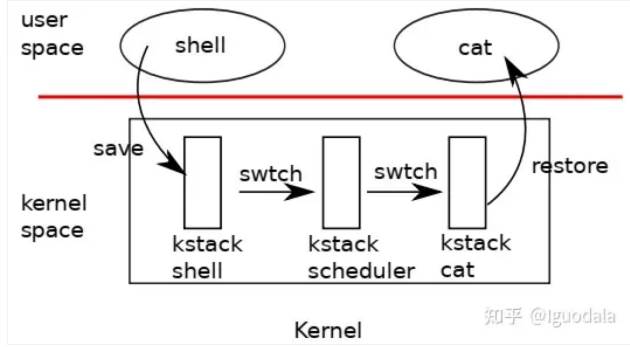 user
space
shell
cat
save
swtch
swtch
restore
kernel
space
kstack
shell
kstack
scheduler
kstack
cat
Kernel
知乎 @Iguodala